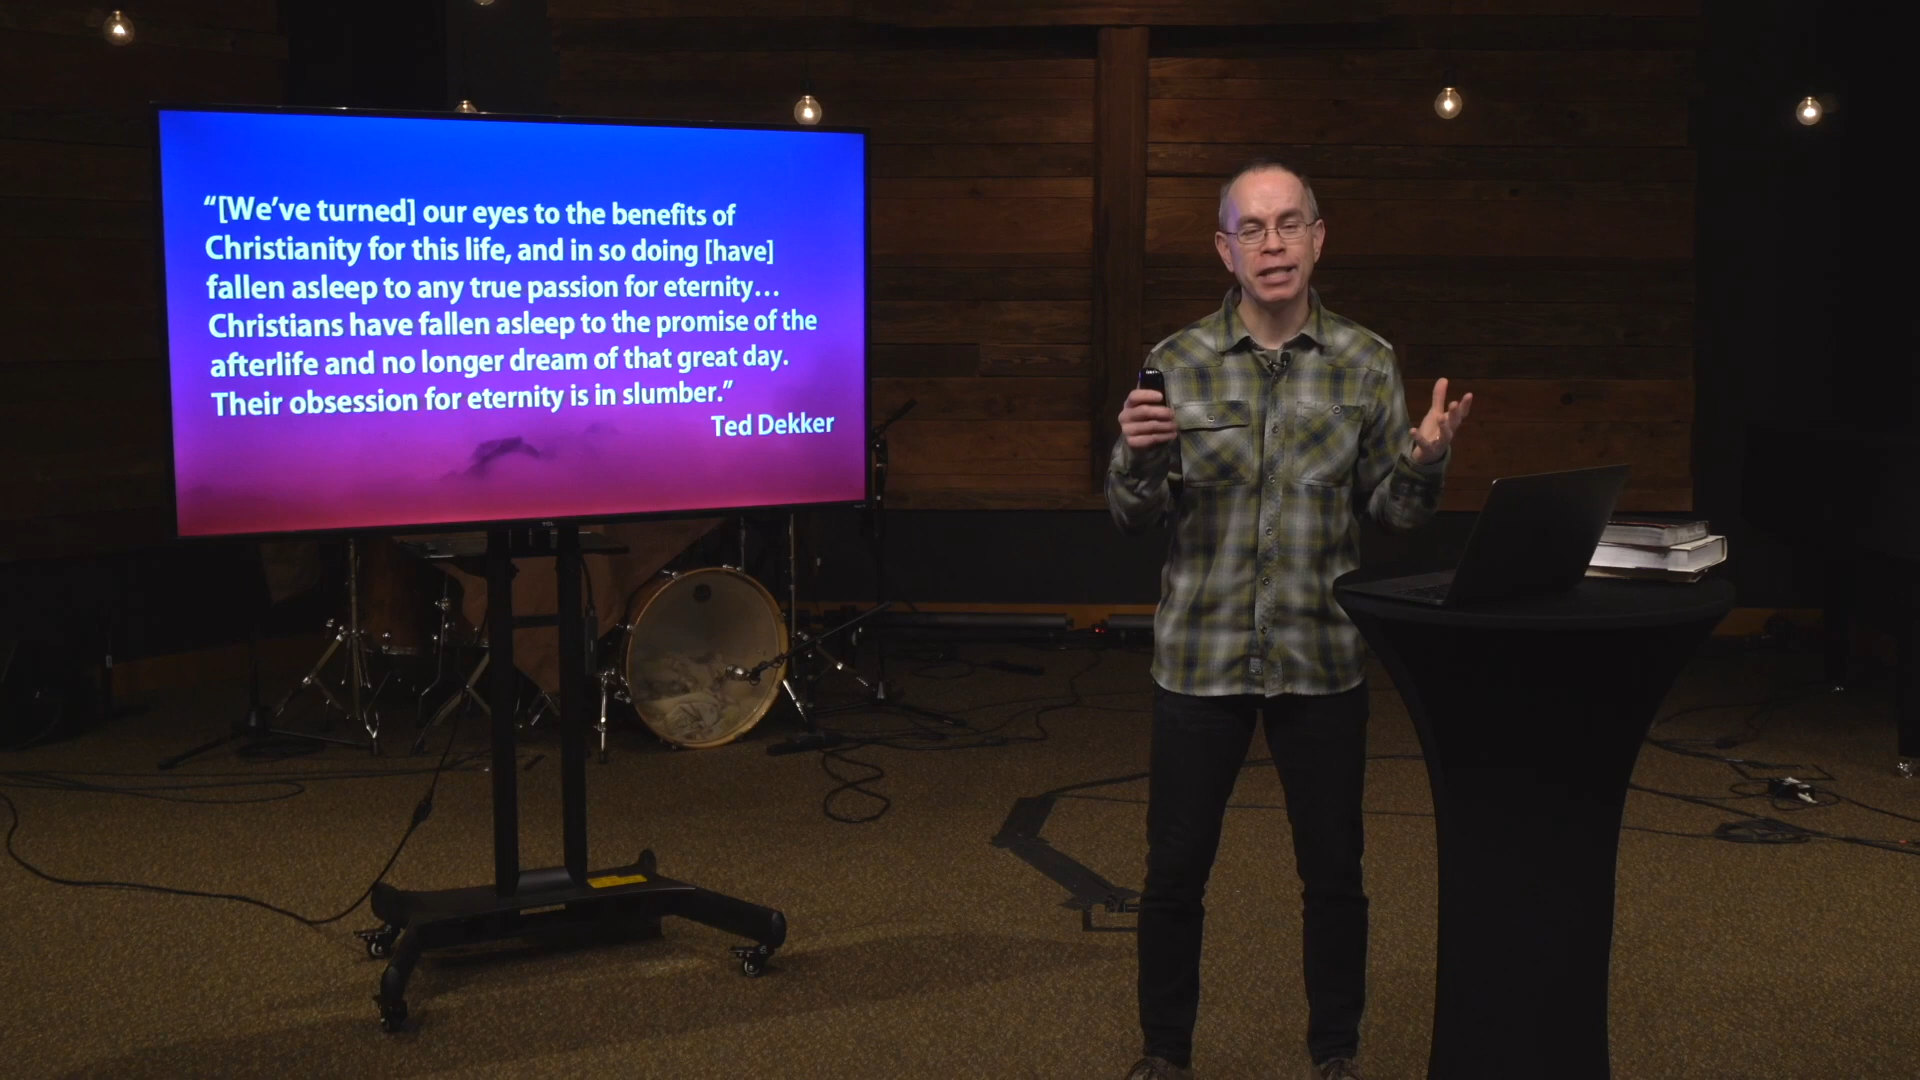 “[We’ve turned] our eyes to the benefits of
Christianity for this life, and in so doing [have]
fallen asleep to any true passion for eternity…
Christians have fallen asleep to the promise of the
afterlife and no longer dream of that great day.
Their obsession for eternity is in slumber.”
Ted Dekker
TCL